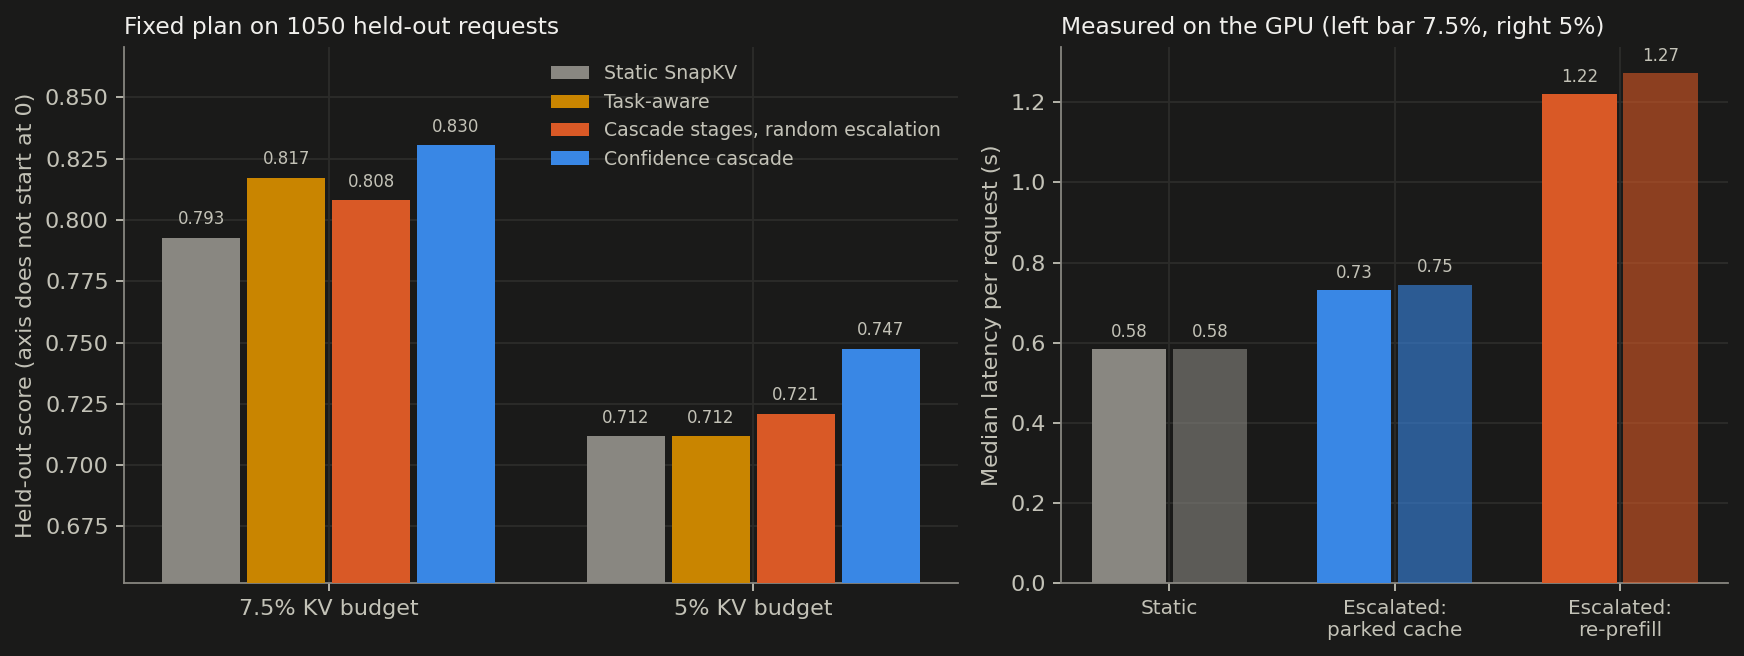 Fixed plan on 1050 held-out requests
Held-out score (axis does not start at 0)
0.850
0.825
0.800
0.775
0.750
0.725
0.700
0.675
Static SnapKV
Task-aware
Cascade stages, random escalation
Confidence cascade
0.793
0.817
0.808
0.830
0.712
0.712
0.721
0.747
7.5% KV budget
5% KV budget
Measured on the GPU (left bar 7.5%, right 5%)
Median latency per request (s)
1.2
1.0
0.8
0.6
0.4
0.2
0.0
0.58
0.58
0.73
0.75
1.22
1.27
Static
Escalated:
parked cache
Escalated:
re-prefill